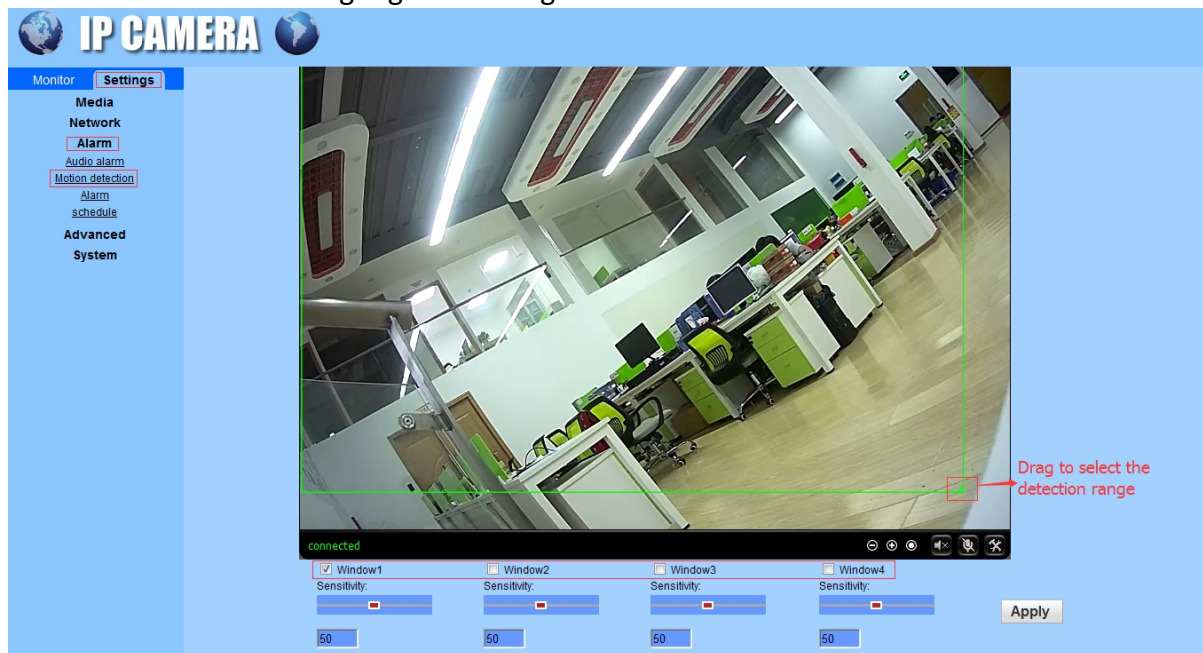 IP CAMERA
Monitor Settings
Media
Network
Alarm
Audio alarm
Motion detection
Alarm
schedule
Advanced
System
Drag to select the
detection range
connected
Window1 Window2 Window3 Window4
Sensitivity: Sensitivity: Sensitivity: Sensitivity:
Apply
50 50 50 50